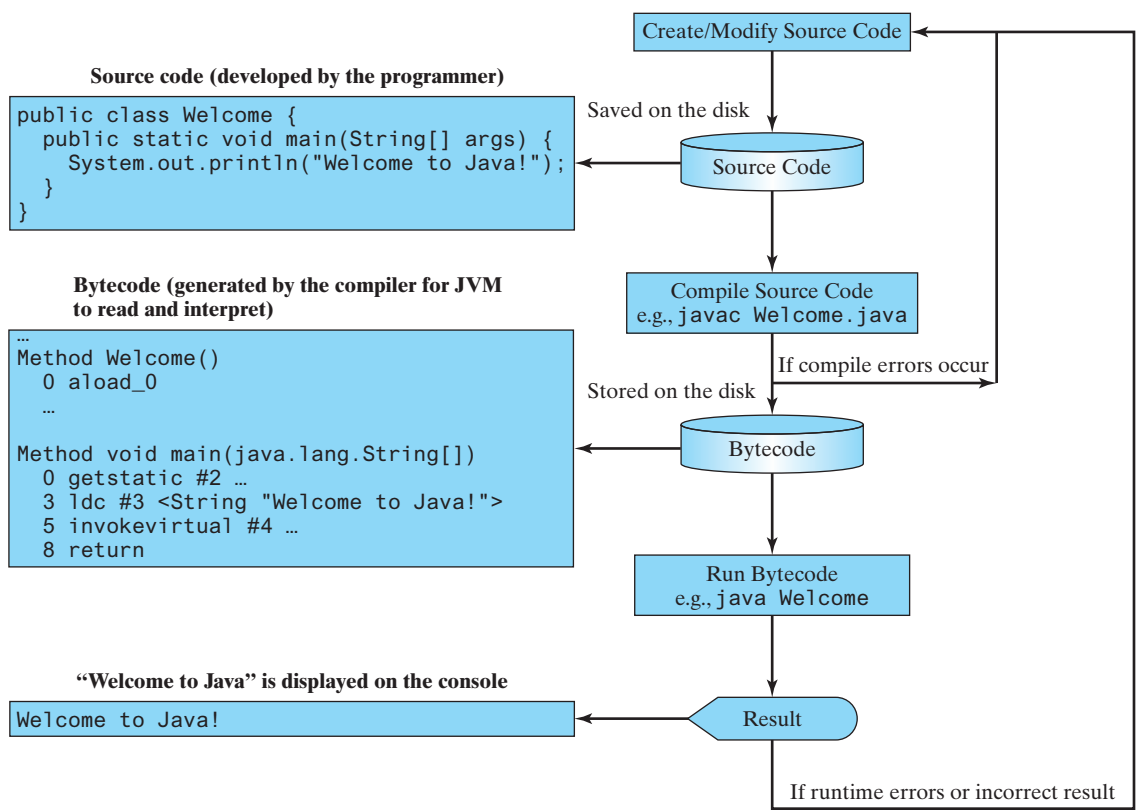 Create/Modify Source Code
Source code (developed by the programmer)
public class Welcome {
  public static void main(String[] args) {
    System.out.println("Welcome to Java!");
  }
}
Saved on the disk
Source Code
Bytecode (generated by the compiler for JVM
to read and interpret)
…
Method Welcome()
  0 aload_0
  …
Method void main(java.lang.String[])
  0 getstatic #2 …
  3 ldc #3 <String "Welcome to Java!">
  5 invokevirtual #4 …
  8 return
Compile Source Code
e.g., javac Welcome.java
If compile errors occur
Stored on the disk
Bytecode
Run Bytecode
e.g., java Welcome
“Welcome to Java” is displayed on the console
Welcome to Java!
Result
If runtime errors or incorrect result